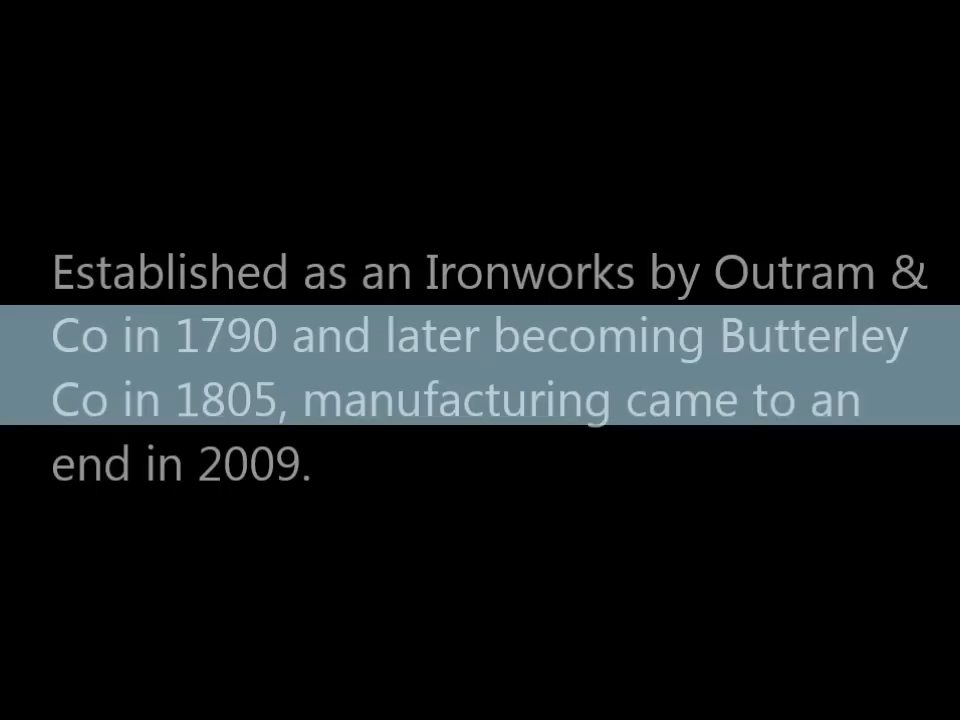 Established as an Ironworks by Outram &
Co in 1790 and later becoming Butterley
Co in 1805, manufacturing came to an
end in 2009.